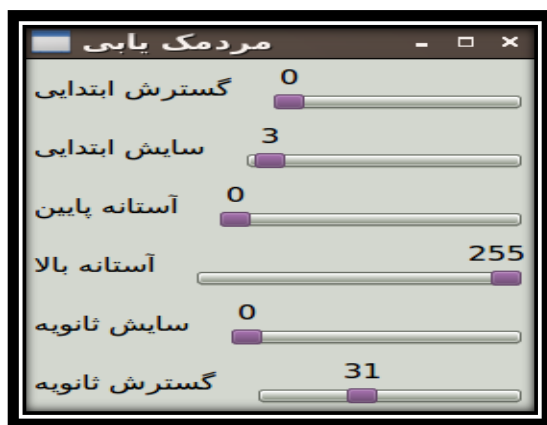 مردمک یابی
گسترش ابتدایی 0
سایش ابتدایی 3
آستانه پایین 0
آستانه بالا 255
سایش ثانویه 0
گسترش ثانویه 31